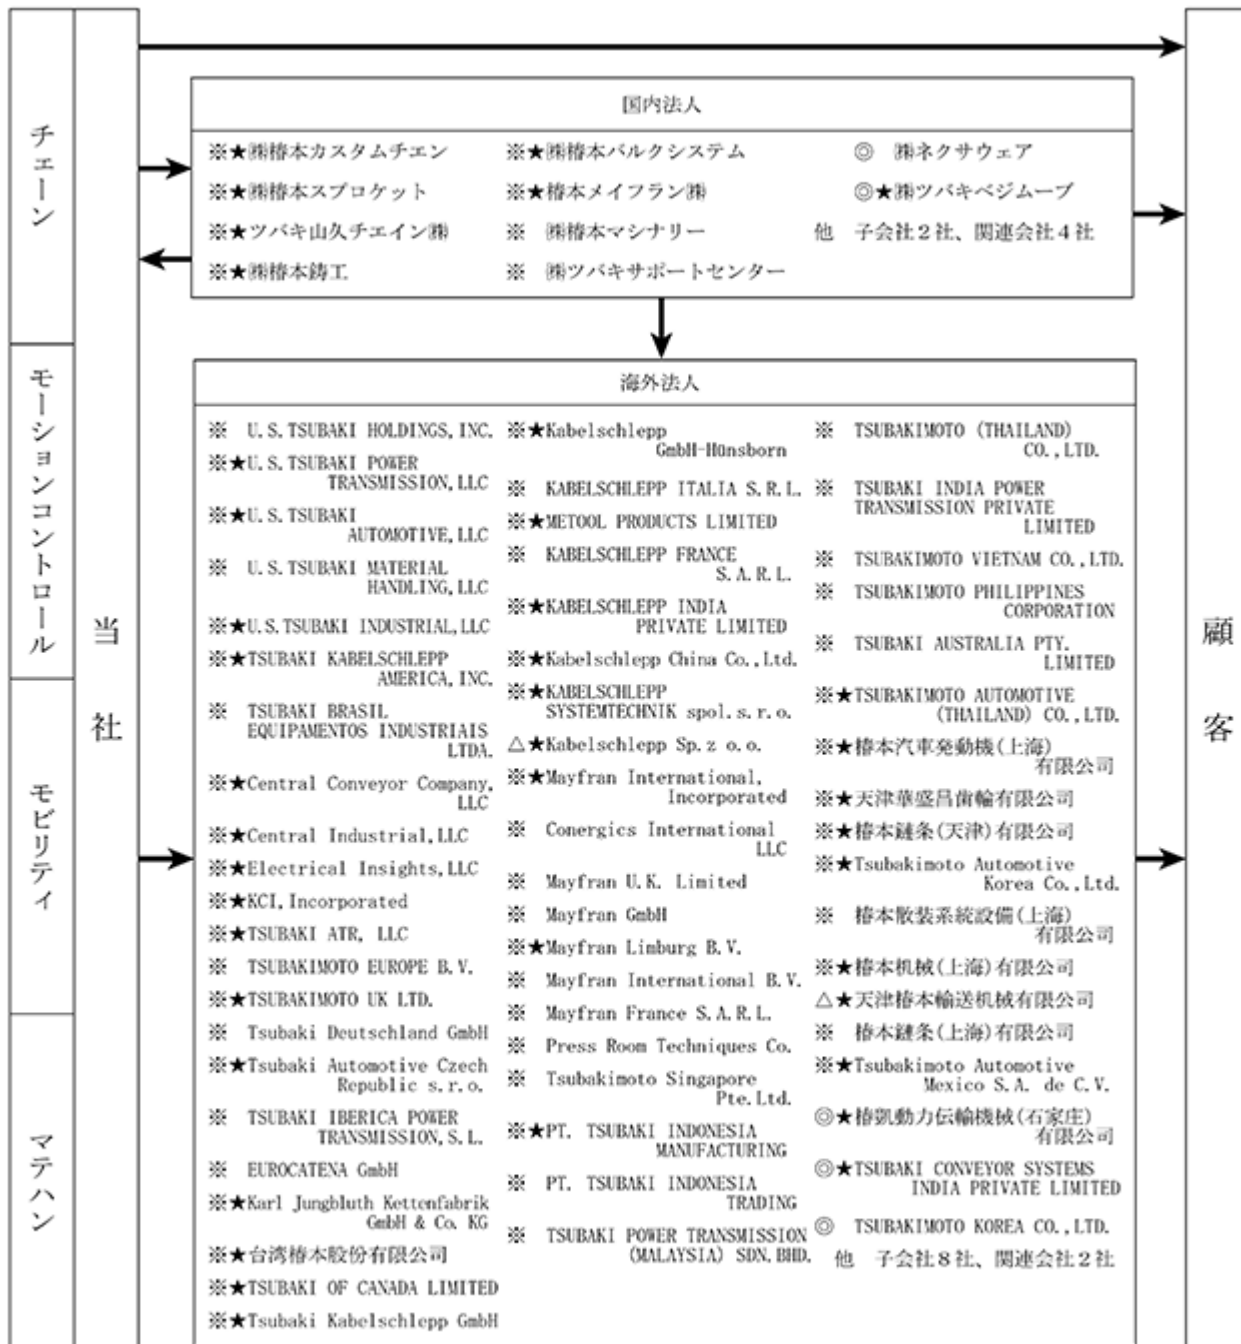 チェーン
モーションコントロール
モビリティ
マテハン
当社
国内法人
※★㈱椿本カスタムチエン
※★㈱椿本スプロケット
※★ツバキ山久チエイン㈱
※★㈱椿本鋳工
※★㈱椿本バルクシステム
※★椿本メイフラン㈱
※ ㈱椿本マシナリー
※ ㈱ツバキサポートセンター
◎ ㈱ネクサウェア
◎★㈱ツバキベジムーブ
他 子会社2社、関連会社4社
海外法人
※ U.S.TSUBAKI HOLDINGS,INC.
※★U.S.TSUBAKI POWER
TRANSMISSION,LLC
※★U.S.TSUBAKI
AUTOMOTIVE,LLC
※ U.S.TSUBAKI MATERIAL
HANDLING,LLC
※★U.S.TSUBAKI INDUSTRIAL,LLC
※★TSUBAKI KABELSCHLEPP
AMERICA,INC.
※ TSUBAKI BRASIL
EQUIPAMENTOS INDUSTRIAIS
LTDA.
※★Central Conveyor Company,
LLC
※★Central Industrial,LLC
※★Electrical Insights,LLC
※★KCI,Incorporated
※★TSUBAKI ATR, LLC
※ TSUBAKIMOTO EUROPE B.V.
※★TSUBAKIMOTO UK LTD.
※ Tsubaki Deutschland GmbH
※★Tsubaki Automotive Czech
Republic s.r.o.
※ TSUBAKI IBERICA POWER
TRANSMISSION,S.L.
※ EUROCATENA GmbH
※★Karl Jungbluth Kettenfabrik
GmbH & Co. KG
※★台湾椿本股份有限公司
※★TSUBAKI OF CANADA LIMITED
※★Tsubaki Kabelschlepp GmbH
※★Kabelschlepp
GmbH-Hünsborn
※ KABELSCHLEPP ITALIA S.R.L.
※★METOOL PRODUCTS LIMITED
※ KABELSCHLEPP FRANCE
S.A.R.L.
※★KABELSCHLEPP INDIA
PRIVATE LIMITED
※★Kabelschlepp China Co.,Ltd.
※★KABELSCHLEPP
SYSTEMTECHNIK spol.s.r.o.
△★Kabelschlepp Sp.z o.o.
※★Mayfran International,
Incorporated
※ Conergics International
LLC
※ Mayfran U.K. Limited
※ Mayfran GmbH
※★Mayfran Limburg B.V.
※ Mayfran International B.V.
※ Mayfran France S.A.R.L.
※ Press Room Techniques Co.
※ Tsubakimoto Singapore
Pte.Ltd.
※★PT. TSUBAKI INDONESIA
MANUFACTURING
※ PT. TSUBAKI INDONESIA
TRADING
※ TSUBAKI POWER TRANSMISSION
(MALAYSIA) SDN.BHD.
※ TSUBAKIMOTO (THAILAND)
CO.,LTD.
※ TSUBAKI INDIA POWER
TRANSMISSION PRIVATE
LIMITED
※ TSUBAKIMOTO VIETNAM CO.,LTD.
※ TSUBAKIMOTO PHILIPPINES
CORPORATION
※ TSUBAKI AUSTRALIA PTY.
LIMITED
※★TSUBAKIMOTO AUTOMOTIVE
(THAILAND) CO.,LTD.
※★椿本汽車発動機(上海)
有限公司
※★天津華盛昌歯輪有限公司
※★椿本鏈条(天津)有限公司
※★Tsubakimoto Automotive
Korea Co.,Ltd.
※ 椿本散装系統設備(上海)
有限公司
※★椿本机械(上海)有限公司
△★天津椿本輸送机械有限公司
※ 椿本鏈条(上海)有限公司
※★Tsubakimoto Automotive
Mexico S.A. de C.V.
◎★椿凱動力伝輸機械(石家庄)
有限公司
◎★TSUBAKI CONVEYOR SYSTEMS
INDIA PRIVATE LIMITED
◎ TSUBAKIMOTO KOREA CO.,LTD.
他 子会社8社、関連会社2社
顧客